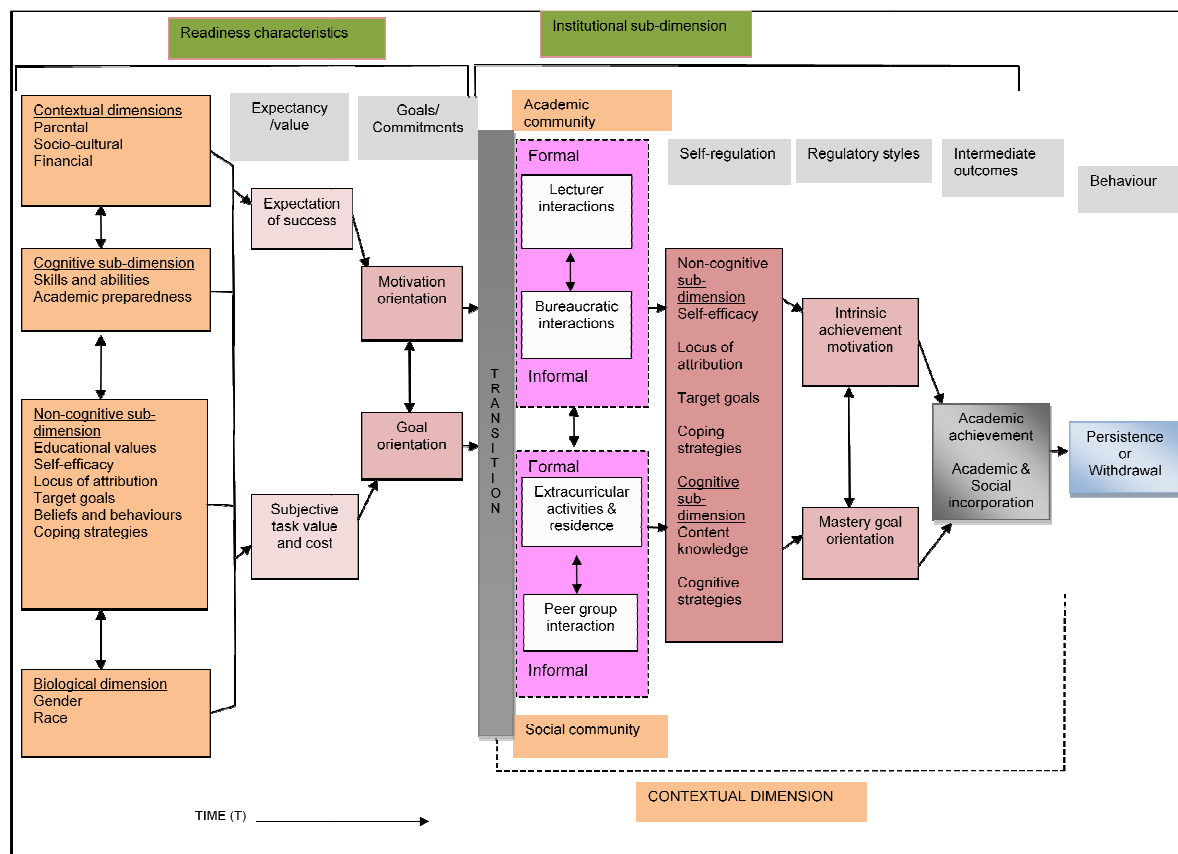 Readiness characteristics
Institutional sub-dimension
Contextual dimensions
Parental
Socio-cultural
Financial
Cognitive sub-dimension
Skills and abilities
Academic preparedness
Non-cognitive sub-
dimension
Educational values
Self-efficacy
Locus of attribution
Target goals
Beliefs and behaviours
Coping strategies
Biological dimension
Gender
Race
Expectancy
/value
Expectation
of success
Subjective
task value
and cost
Goals/
Commitments
Motivation
orientation
Goal
orientation
TRANSITION
Academic
community
Formal
Lecturer
interactions
Bureaucratic
interactions
Informal
Formal
Extracurricular
activities &
residence
Peer group
interaction
Informal
Social community
Self-regulation
Non-cognitive
sub-
dimension
Self-efficacy
Locus of
attribution
Target goals
Coping
strategies
Cognitive
sub-
dimension
Content
knowledge
Cognitive
strategies
Regulatory styles
Intrinsic
achievement
motivation
Mastery goal
orientation
Intermediate
outcomes
Academic
achievement
Academic &
Social
incorporation
Behaviour
Persistence
or
Withdrawal
CONTEXTUAL DIMENSION
TIME (T)